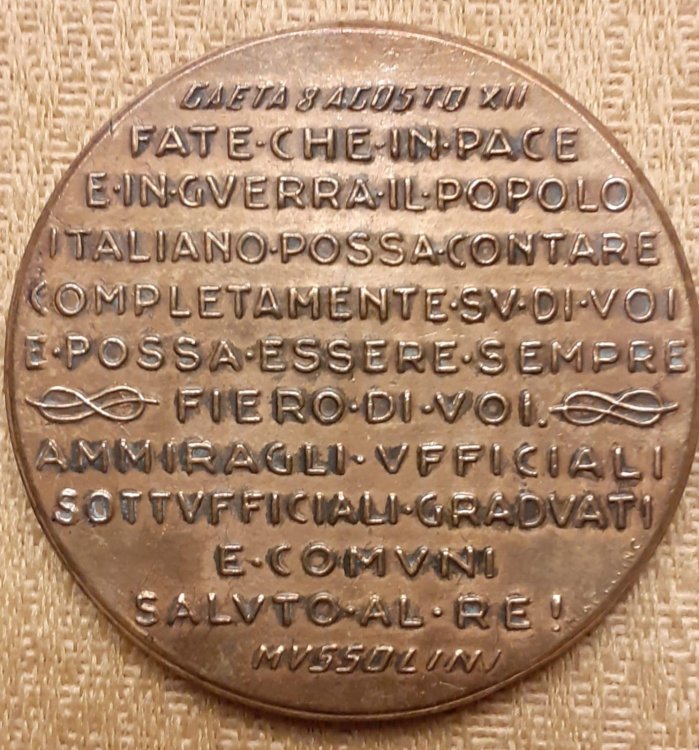 GAETA 8 AGOSTO XII
FATE·CHE·IN·PACE
E·IN·GVERRA·IL·POPOLO
ITALIANO·POSSA·CONTARE
COMPLETAMENTE·SV·DI·VOI
E·POSSA·ESSERE·SEMPRE
FIERO·DI·VOI.
AMMIRAGLI·VFFICIALI
SOTTVFFICIALI·GRADVATI
E·COMVNI
SALVTO·AL·RE!
MVSSOLINI